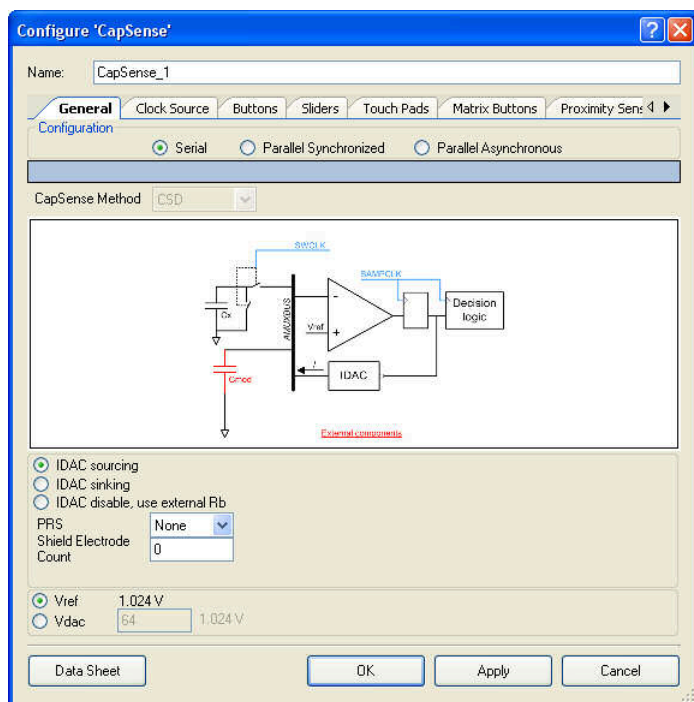 Configure 'CapSense'
Name: CapSense_1
General Clock Source Buttons Sliders Touch Pads Matrix Buttons Proximity Sens
Configuration
Serial Parallel Synchronized Parallel Asynchronous
CapSense Method CSD
SWCLK
SAMPCLK
Cx
AMUXBUS
-
Vref +
Decision logic
i
IDAC
Cmod
External components
IDAC sourcing
IDAC sinking
IDAC disable, use external Rb
PRS None
Shield Electrode
Count 0
Vref 1.024 V
Vdac 64 1.024 V
Data Sheet OK Apply Cancel